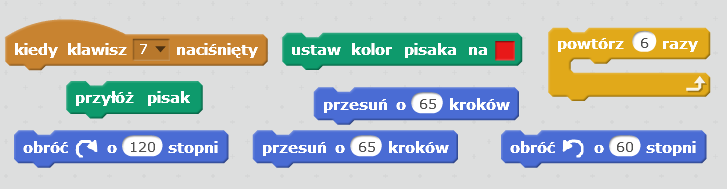 kiedy klawisz 7 naciśnięty
ustaw kolor pisaka na
powtórz 6 razy
przyłóż pisak
przesuń o 65 kroków
obróć o 120 stopni
przesuń o 65 kroków
obróć o 60 stopni